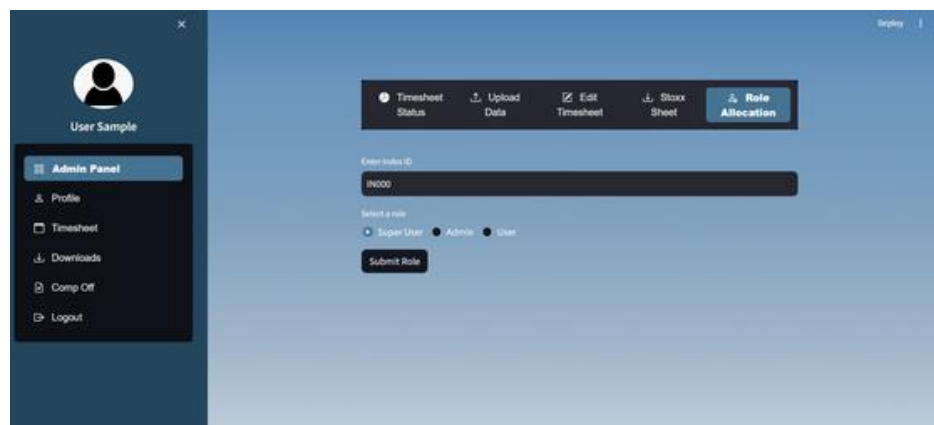 ×
Deploy
User Sample
Admin Panel
Profile
Timesheet
Downloads
Comp Off
Logout
Timesheet
Status
Upload
Data
Edit
Timesheet
Stoxx
Sheet
Role
Allocation
Enter Indus ID
IN000
Select a role
Super User Admin User
Submit Role